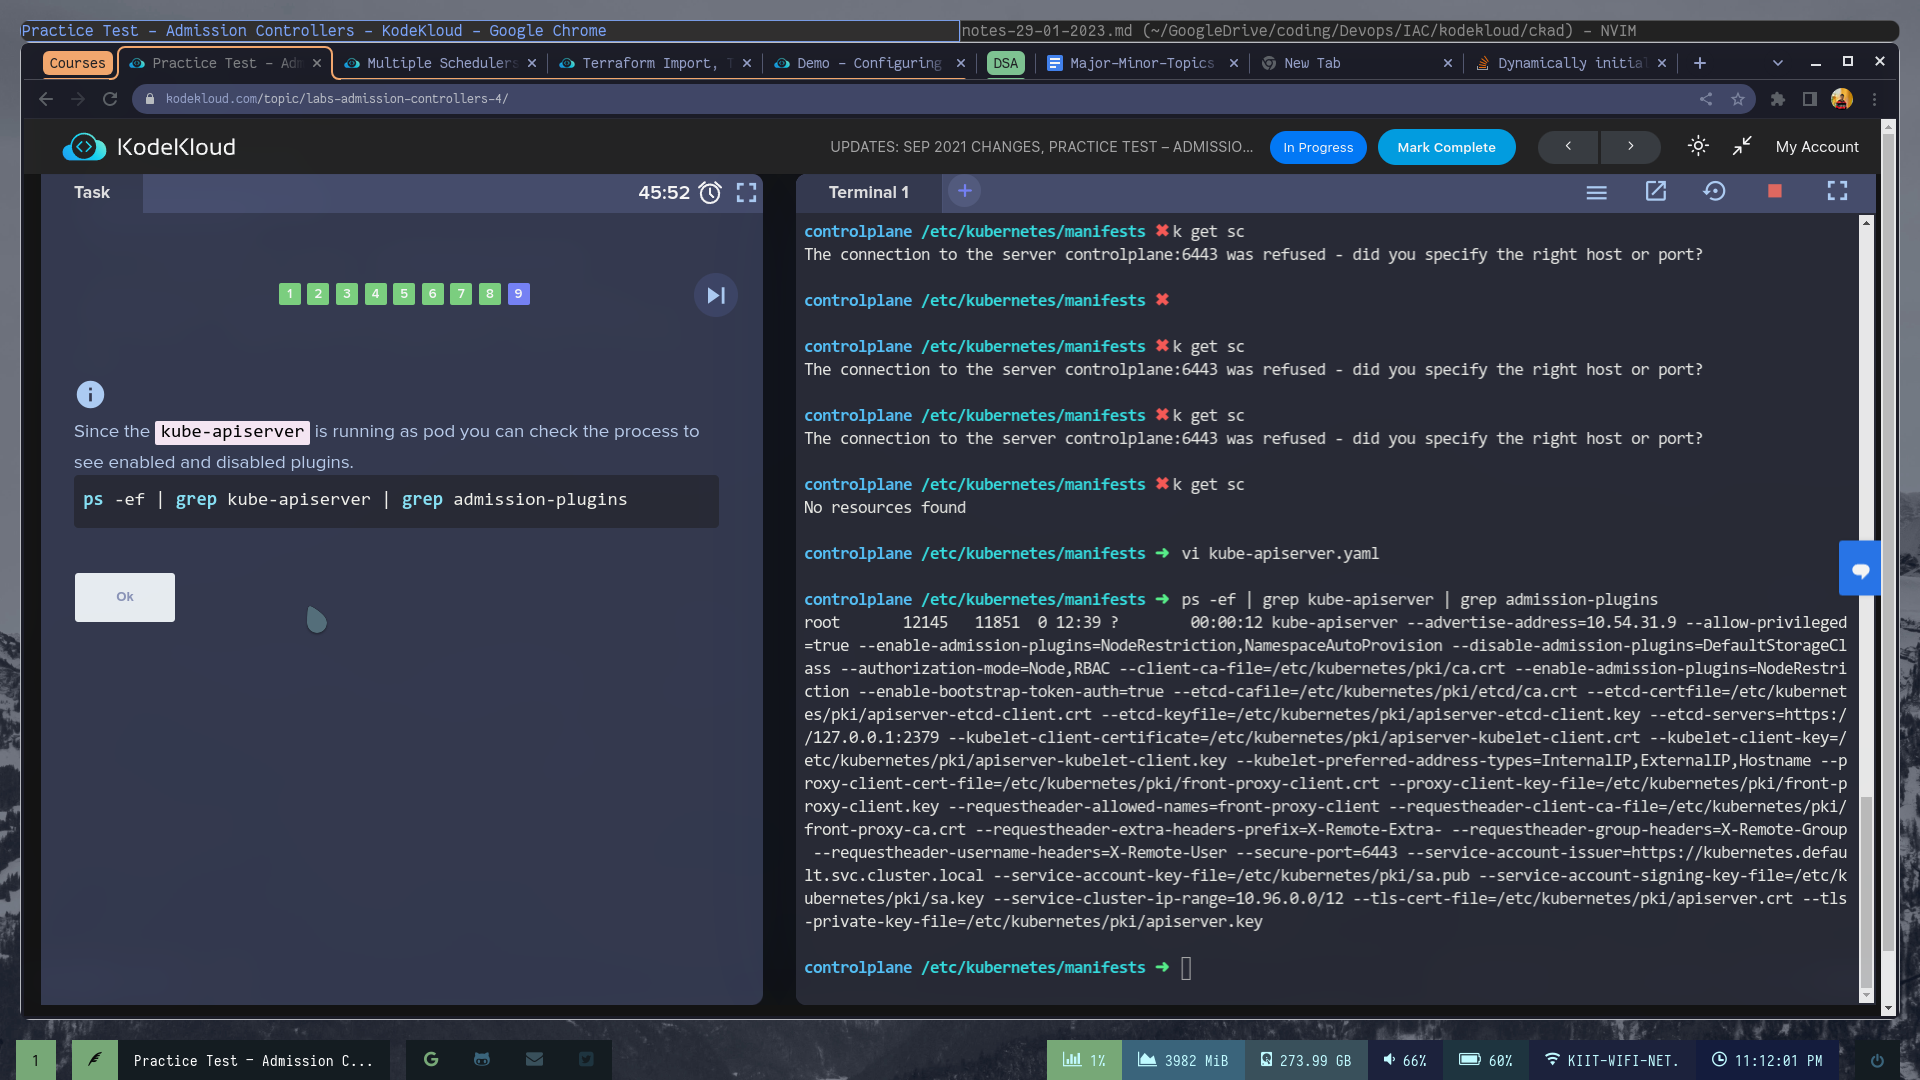 Practice Test – Admission Controllers – KodeKloud – Google Chrome
notes-29-01-2023.md (~/GoogleDrive/coding/Devops/IAC/kodekloud/ckad) – NVIM
Courses
Practice Test – Adm
Multiple Schedulers
Terraform Import, T
Demo – Configuring
DSA
Major-Minor-Topics
New Tab
Dynamically initial
kodekloud.com/topic/labs-admission-controllers-4/
KodeKloud
UPDATES: SEP 2021 CHANGES, PRACTICE TEST – ADMISSIO...
In Progress
Mark Complete
My Account
Task
45:52
1 2 3 4 5 6 7 8 9
Since the kube-apiserver is running as pod you can check the process to
see enabled and disabled plugins.
ps -ef | grep kube-apiserver | grep admission-plugins
Ok
Terminal 1
controlplane /etc/kubernetes/manifests ✖ k get sc
The connection to the server controlplane:6443 was refused - did you specify the right host or port?
controlplane /etc/kubernetes/manifests ✖
controlplane /etc/kubernetes/manifests ✖ k get sc
The connection to the server controlplane:6443 was refused - did you specify the right host or port?
controlplane /etc/kubernetes/manifests ✖ k get sc
The connection to the server controlplane:6443 was refused - did you specify the right host or port?
controlplane /etc/kubernetes/manifests ✖ k get sc
No resources found
controlplane /etc/kubernetes/manifests ➜ vi kube-apiserver.yaml
controlplane /etc/kubernetes/manifests ➜ ps -ef | grep kube-apiserver | grep admission-plugins
root 12145 11851 0 12:39 ? 00:00:12 kube-apiserver --advertise-address=10.54.31.9 --allow-privileged
=true --enable-admission-plugins=NodeRestriction,NamespaceAutoProvision --disable-admission-plugins=DefaultStorageCl
ass --authorization-mode=Node,RBAC --client-ca-file=/etc/kubernetes/pki/ca.crt --enable-admission-plugins=NodeRestri
ction --enable-bootstrap-token-auth=true --etcd-cafile=/etc/kubernetes/pki/etcd/ca.crt --etcd-certfile=/etc/kubernet
es/pki/apiserver-etcd-client.crt --etcd-keyfile=/etc/kubernetes/pki/apiserver-etcd-client.key --etcd-servers=https:/
/127.0.0.1:2379 --kubelet-client-certificate=/etc/kubernetes/pki/apiserver-kubelet-client.crt --kubelet-client-key=/
etc/kubernetes/pki/apiserver-kubelet-client.key --kubelet-preferred-address-types=InternalIP,ExternalIP,Hostname --p
roxy-client-cert-file=/etc/kubernetes/pki/front-proxy-client.crt --proxy-client-key-file=/etc/kubernetes/pki/front-p
roxy-client.key --requestheader-allowed-names=front-proxy-client --requestheader-client-ca-file=/etc/kubernetes/pki/
front-proxy-ca.crt --requestheader-extra-headers-prefix=X-Remote-Extra- --requestheader-group-headers=X-Remote-Group
--requestheader-username-headers=X-Remote-User --secure-port=6443 --service-account-issuer=https://kubernetes.defau
lt.svc.cluster.local --service-account-key-file=/etc/kubernetes/pki/sa.pub --service-account-signing-key-file=/etc/k
ubernetes/pki/sa.key --service-cluster-ip-range=10.96.0.0/12 --tls-cert-file=/etc/kubernetes/pki/apiserver.crt --tls
-private-key-file=/etc/kubernetes/pki/apiserver.key
controlplane /etc/kubernetes/manifests ➜
1
Practice Test – Admission C...
1%
3982 MiB
273.99 GB
66%
60%
KIIT-WIFI-NET.
11:12:01 PM